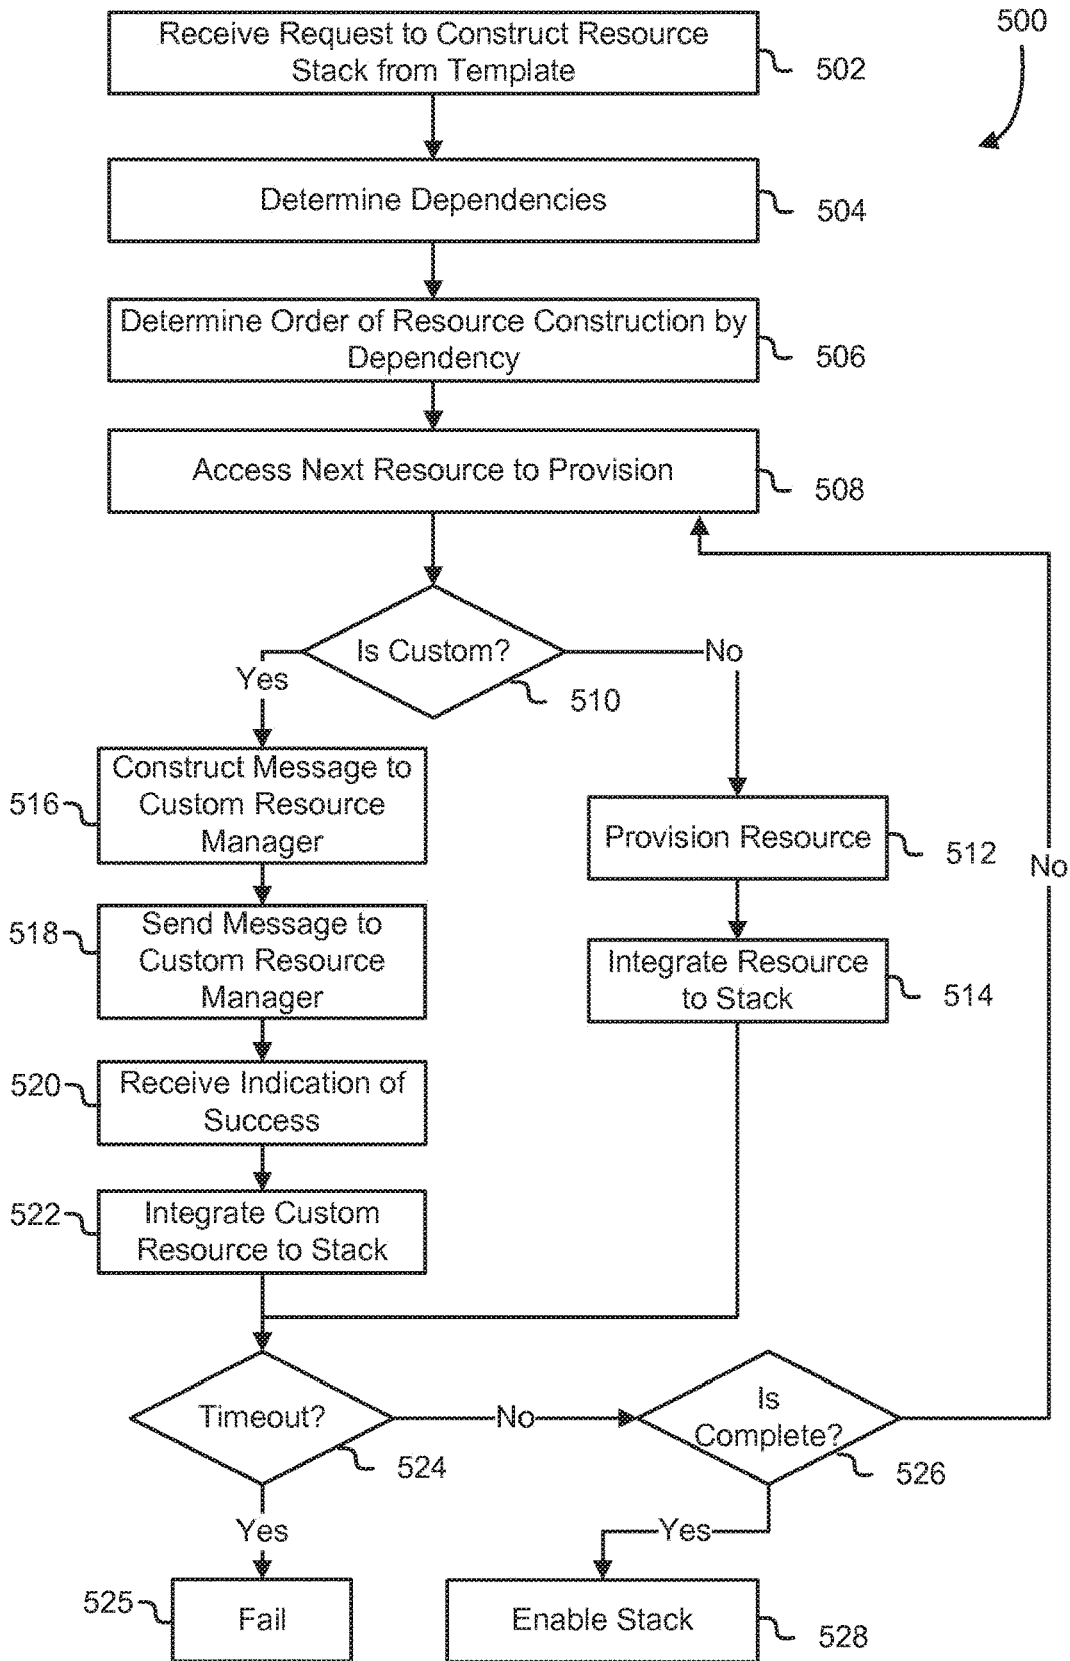 500
Receive Request to Construct Resource
Stack from Template
502
Determine Dependencies
504
Determine Order of Resource Construction by
Dependency
506
Access Next Resource to Provision
508
Is Custom?
510
Yes
No
Construct Message to
Custom Resource
Manager
516
Provision Resource
512
No
Send Message to
Custom Resource
Manager
518
Integrate Resource
to Stack
514
Receive Indication of
Success
520
Integrate Custom
Resource to Stack
522
Timeout?
524
No
Is
Complete?
526
Yes
Yes
Fail
525
Enable Stack
528